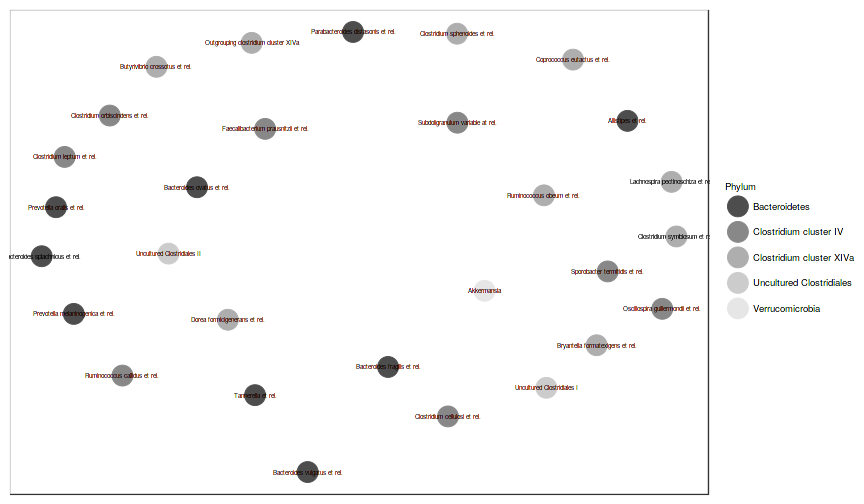 Parabacteroides distasonis et rel.
Clostridium sphenoides et rel.
Outgrouping clostridium cluster XIVa
Coprococcus eutactus et rel.
Butyrivibrio crossotus et rel.
Clostridium orbiscindens et rel.
Alistipes et rel.
Subdoligranulum variable at rel.
Faecalibacterium prausnitzii et rel.
Clostridium leptum et rel.
Lachnospira pectinoschiza et re
Phylum
Bacteroides ovatus et rel.
Ruminococcus obeum et rel.
Prevotella oralis et rel.
Bacteroidetes
Clostridium cluster IV
Clostridium symbiosum et re
Uncultured Clostridiales II
acteroides splachnicus et rel.
Clostridium cluster XIVa
Sporobacter termitidis et rel.
Uncultured Clostridiales
Akkermansia
Oscillospira guillermondii et rel.
Verrucomicrobia
Prevotella melaninogenica et rel.
Dorea formicigenerans et rel.
Bryantella formatexigens et rel.
Bacteroides fragilis et rel.
Ruminococcus callidus et rel.
Uncultured Clostridiales I
Tannerella et rel.
Clostridium cellulosi et rel.
Bacteroides vulgatus et rel.